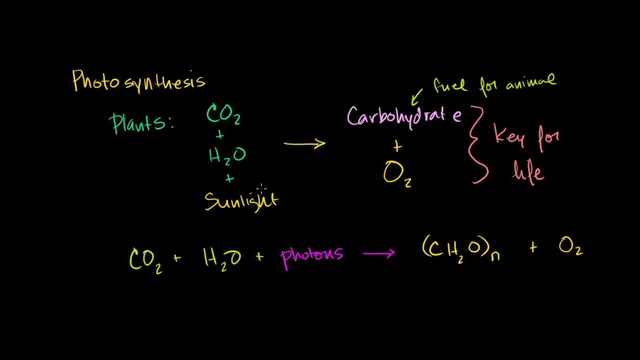 Photosynthesis
fuel for animal
Plants: CO₂ + H₂O + Sunlight → Carbohydrate + O₂ } Key for life
CO₂ + H₂O + photons → (CH₂O)ₙ + O₂